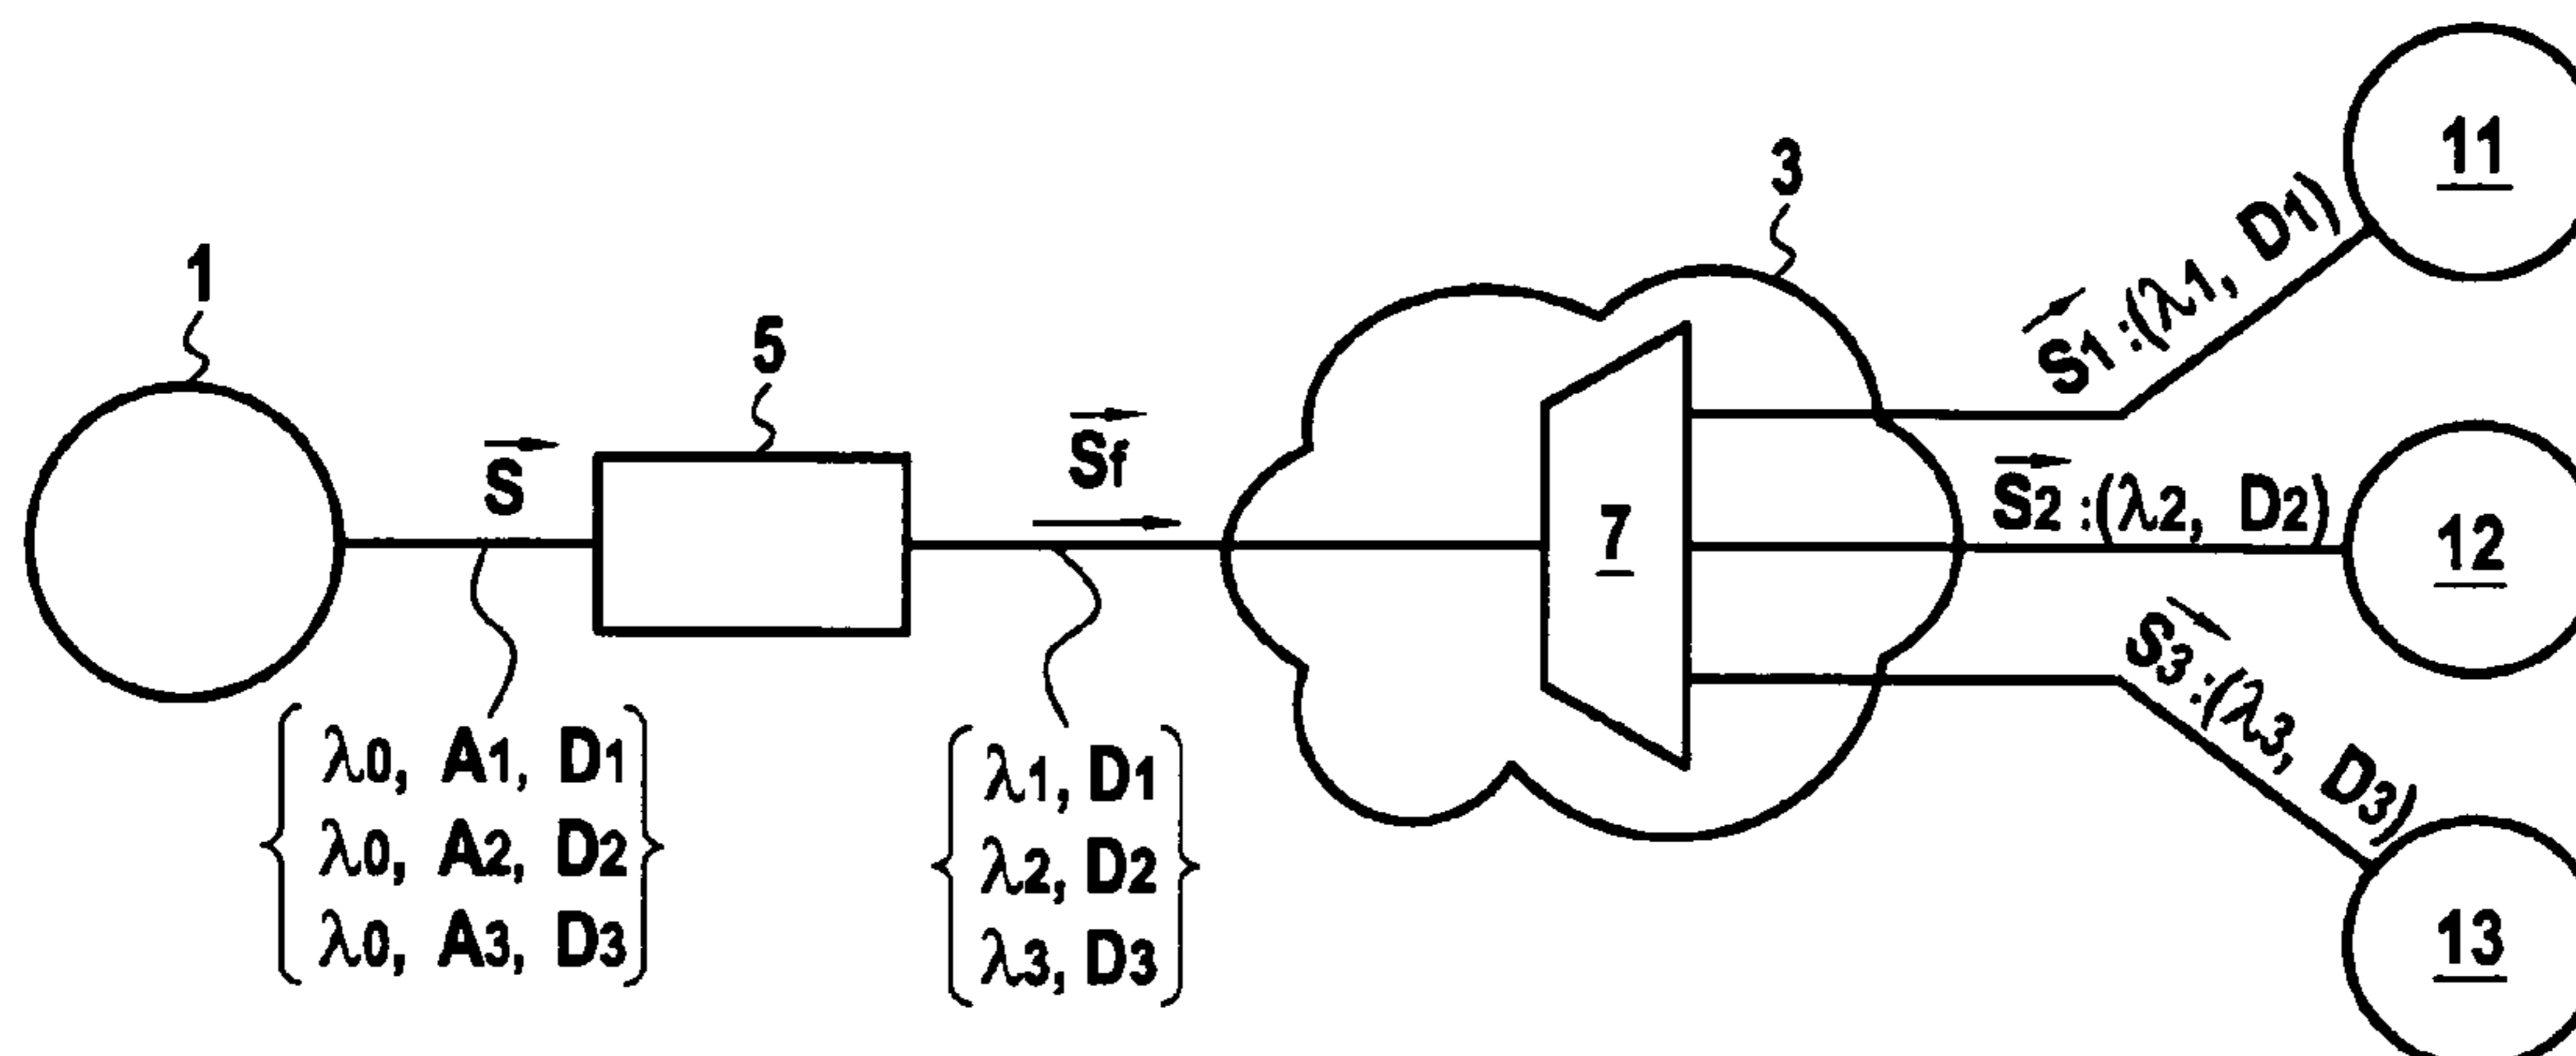 1
5
3
11
S
Sf
S1 :(λ1, D1)
S2 :(λ2, D2)
S3 :(λ3, D3)
7
12
13
λ0, A1, D1
λ0, A2, D2
λ0, A3, D3
λ1, D1
λ2, D2
λ3, D3